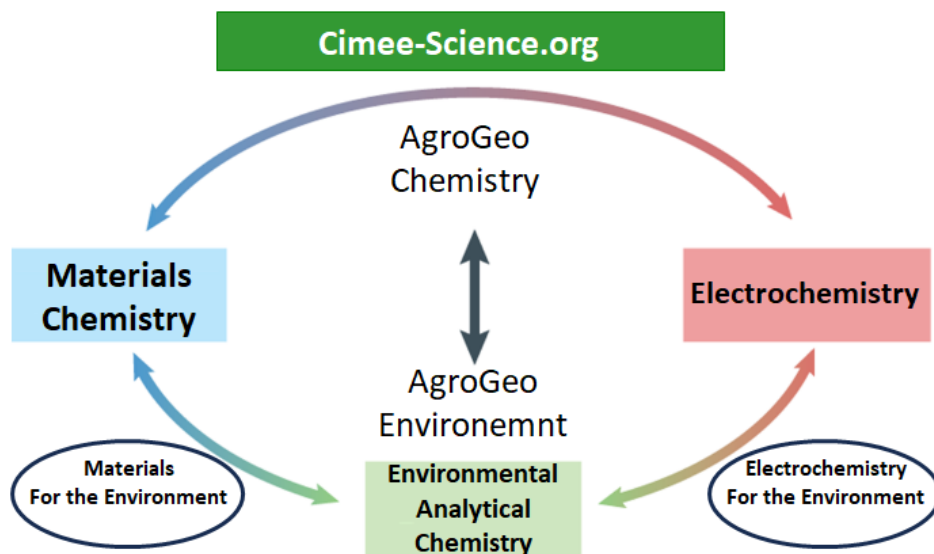 Cimee-Science.org
AgroGeo
Chemistry
Materials
Chemistry
Electrochemistry
AgroGeo
Environemnt
Materials
For the Environment
Environmental
Analytical
Chemistry
Electrochemistry
For the Environment